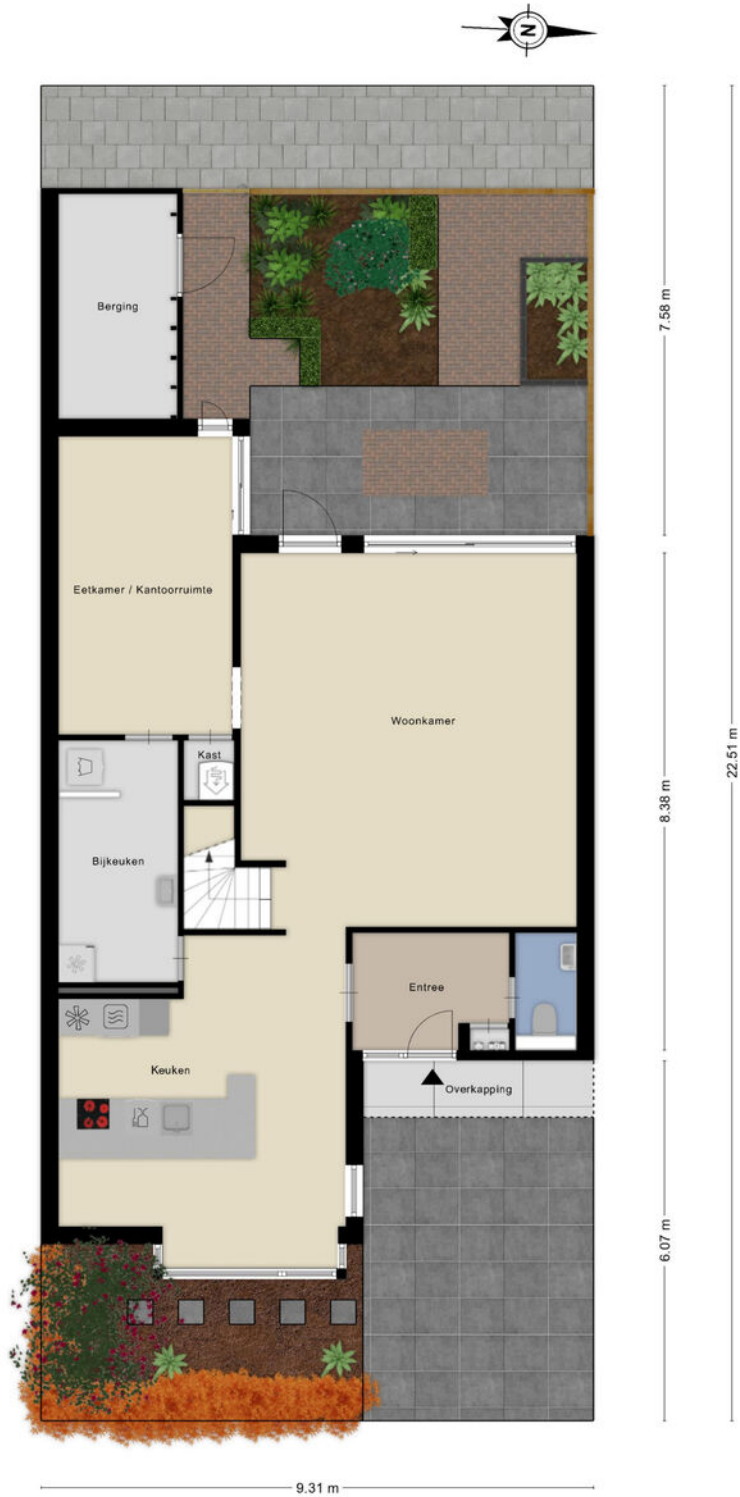 N
Berging
7.58 m
Eetkamer / Kantoorruimte
Woonkamer
22.51 m
Kast
8.38 m
Bijkeuken
Entree
Keuken
Overkapping
6.07 m
9.31 m